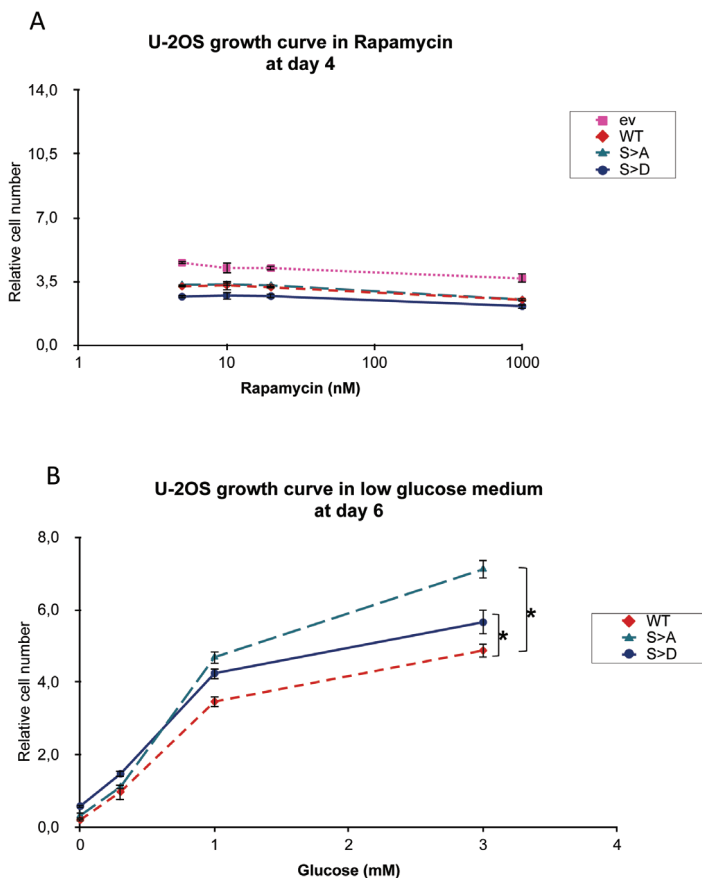 A
U-2OS growth curve in Rapamycin
at day 4
14,0
10,5
7,0
3,5
0,0
Relative cell number
1
10
100
1000
Rapamycin (nM)
ev
WT
S>A
S>D
B
U-2OS growth curve in low glucose medium
at day 6
8,0
6,0
4,0
2,0
0,0
Relative cell number
0
1
2
3
4
Glucose (mM)
*
*
WT
S>A
S>D